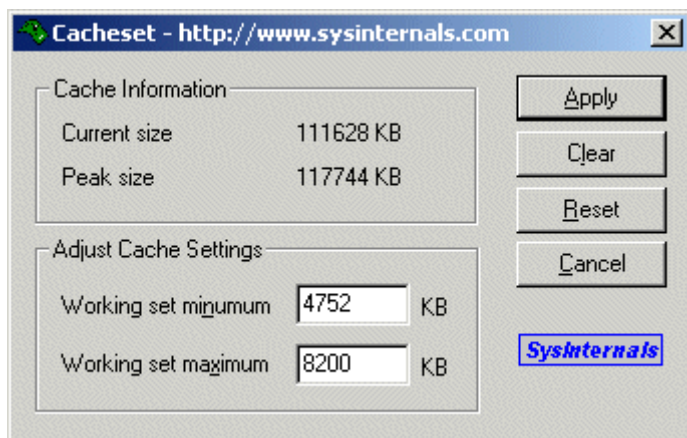 Cacheset - http://www.sysinternals.com
Cache Information
Current size 111628 KB
Peak size 117744 KB
Adjust Cache Settings
Working set minumum 4752 KB
Working set maximum 8200 KB
Apply
Clear
Reset
Cancel
SysInternals